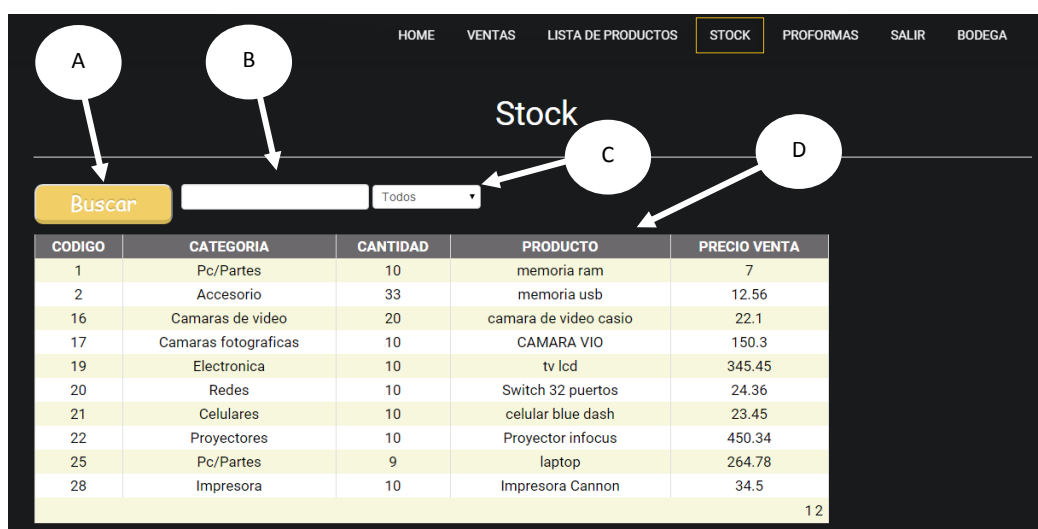 HOME VENTAS LISTA DE PRODUCTOS STOCK PROFORMAS SALIR BODEGA
A B
Stock
C D
Buscar Todos
CODIGO CATEGORIA CANTIDAD PRODUCTO PRECIO VENTA
1 Pc/Partes 10 memoria ram 7
2 Accesorio 33 memoria usb 12.56
16 Camaras de video 20 camara de video casio 22.1
17 Camaras fotograficas 10 CAMARA VIO 150.3
19 Electronica 10 tv lcd 345.45
20 Redes 10 Switch 32 puertos 24.36
21 Celulares 10 celular blue dash 23.45
22 Proyectores 10 Proyector infocus 450.34
25 Pc/Partes 9 laptop 264.78
28 Impresora 10 Impresora Cannon 34.5
1 2